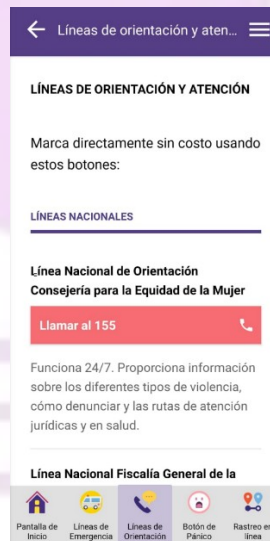 Líneas de orientación y aten...
LÍNEAS DE ORIENTACIÓN Y ATENCIÓN
Marca directamente sin costo usando
estos botones:
LÍNEAS NACIONALES
Línea Nacional de Orientación
Consejería para la Equidad de la Mujer
Llamar al 155
Funciona 24/7. Proporciona información
sobre los diferentes tipos de violencia,
cómo denunciar y las rutas de atención
jurídicas y en salud.
Línea Nacional Fiscalía General de la
Pantalla de Inicio
Líneas de Emergencia
Líneas de Orientación
Botón de Pánico
Rastreo en línea